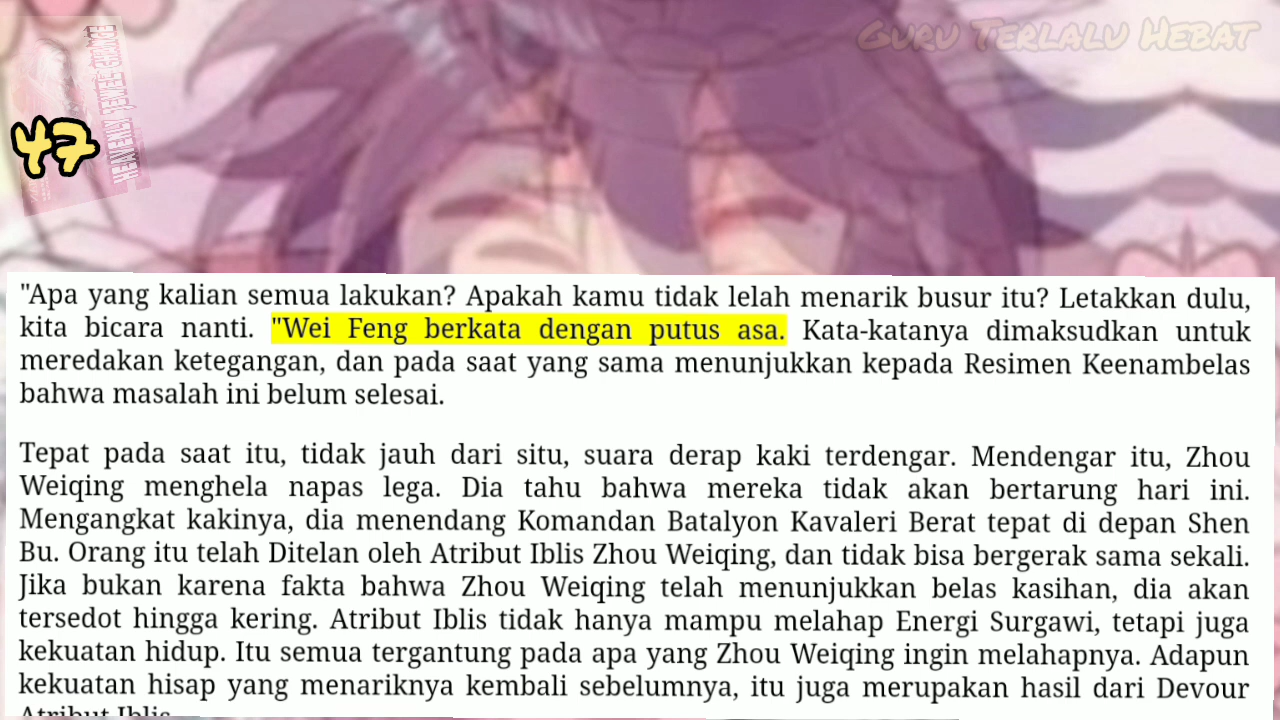 Guru Terlalu Hebat
HEAVENLY JEWEL CHANGE
47
"Apa yang kalian semua lakukan? Apakah kamu tidak lelah menarik busur itu? Letakkan dulu,
kita bicara nanti. "Wei Feng berkata dengan putus asa. Kata-katanya dimaksudkan untuk
meredakan ketegangan, dan pada saat yang sama menunjukkan kepada Resimen Keenambelas
bahwa masalah ini belum selesai.
Tepat pada saat itu, tidak jauh dari situ, suara derap kaki terdengar. Mendengar itu, Zhou
Weiqing menghela napas lega. Dia tahu bahwa mereka tidak akan bertarung hari ini.
Mengangkat kakinya, dia menendang Komandan Batalyon Kavaleri Berat tepat di depan Shen
Bu. Orang itu telah Ditelan oleh Atribut Iblis Zhou Weiqing, dan tidak bisa bergerak sama sekali.
Jika bukan karena fakta bahwa Zhou Weiqing telah menunjukkan belas kasihan, dia akan
tersedot hingga kering. Atribut Iblis tidak hanya mampu melahap Energi Surgawi, tetapi juga
kekuatan hidup. Itu semua tergantung pada apa yang Zhou Weiqing ingin melahapnya. Adapun
kekuatan hisap yang menariknya kembali sebelumnya, itu juga merupakan hasil dari Devour
Atribut Iblis.